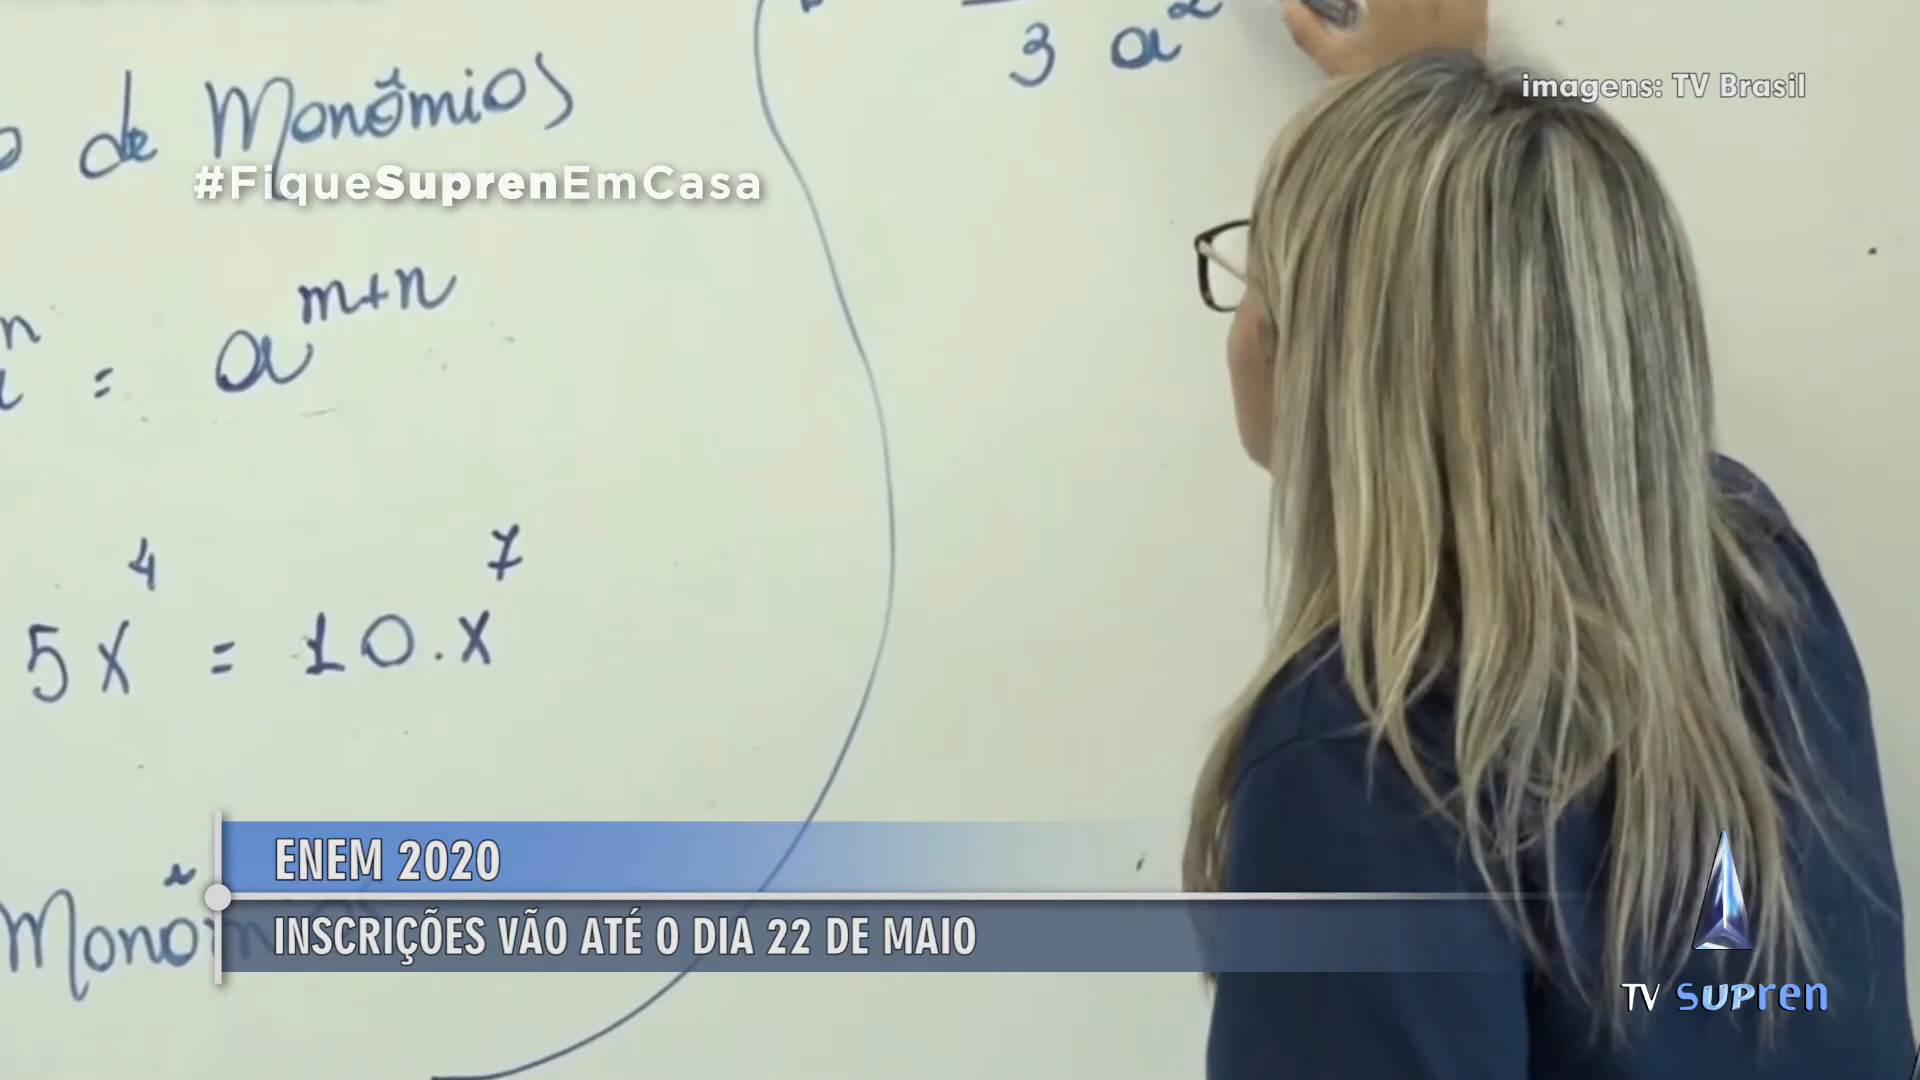 3 a²
imagens: TV Brasil
de Monômios
#FiqueSuprenEmCasa
n
= a^{m+n}
5x⁴ = 10.x⁷
ENEM 2020
INSCRIÇÕES VÃO ATÉ O DIA 22 DE MAIO
TV SUPren